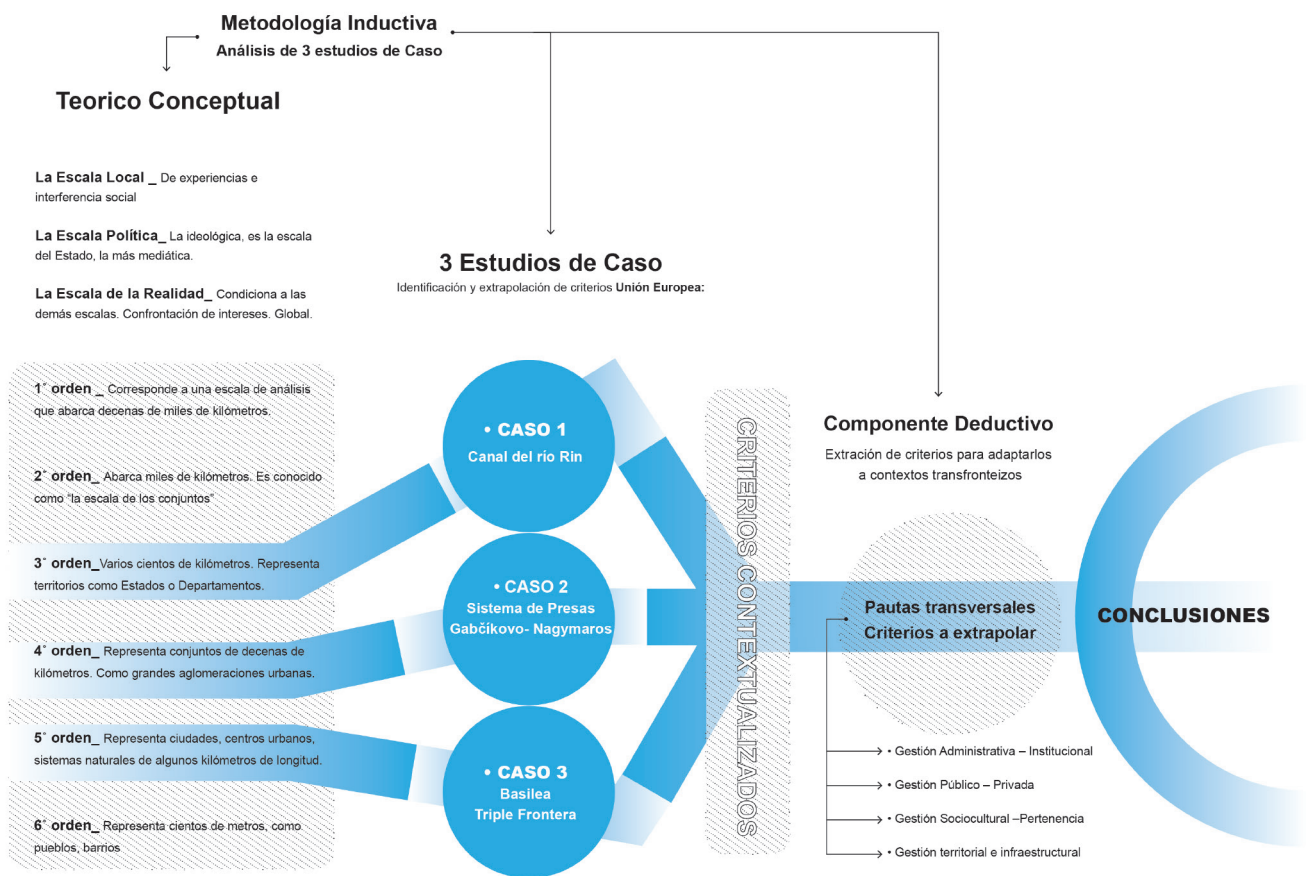 Metodología Inductiva
Análisis de 3 estudios de Caso
Teorico Conceptual
La Escala Local _ De experiencias e
interferencia social
La Escala Política_ La ideológica, es la escala
del Estado, la más mediática.
La Escala de la Realidad_ Condiciona a las
demás escalas. Confrontación de intereses. Global.
1˚ orden _ Corresponde a una escala de análisis
que abarca decenas de miles de kilómetros.
2˚ orden_ Abarca miles de kilómetros. Es conocido
como “la escala de los conjuntos”
3˚ orden_Varios cientos de kilómetros. Representa
territorios como Estados o Departamentos.
4˚ orden_ Representa conjuntos de decenas de
kilómetros. Como grandes aglomeraciones urbanas.
5˚ orden_ Representa ciudades, centros urbanos,
sistemas naturales de algunos kilómetros de longitud.
6˚ orden_ Representa cientos de metros, como
pueblos, barrios
3 Estudios de Caso
Identificación y extrapolación de criterios Unión Europea:
• CASO 1
Canal del río Rin
• CASO 2
Sistema de Presas
Gabčíkovo- Nagymaros
• CASO 3
Basilea
Triple Frontera
CRITERIOS CONTEXTUALIZADOS
Componente Deductivo
Extración de criterios para adaptarlos
a contextos transfronteizos
Pautas transversales
Criterios a extrapolar
• Gestión Administrativa – Institucional
• Gestión Público – Privada
• Gestión Sociocultural –Pertenencia
• Gestión territorial e infraestructural
CONCLUSIONES